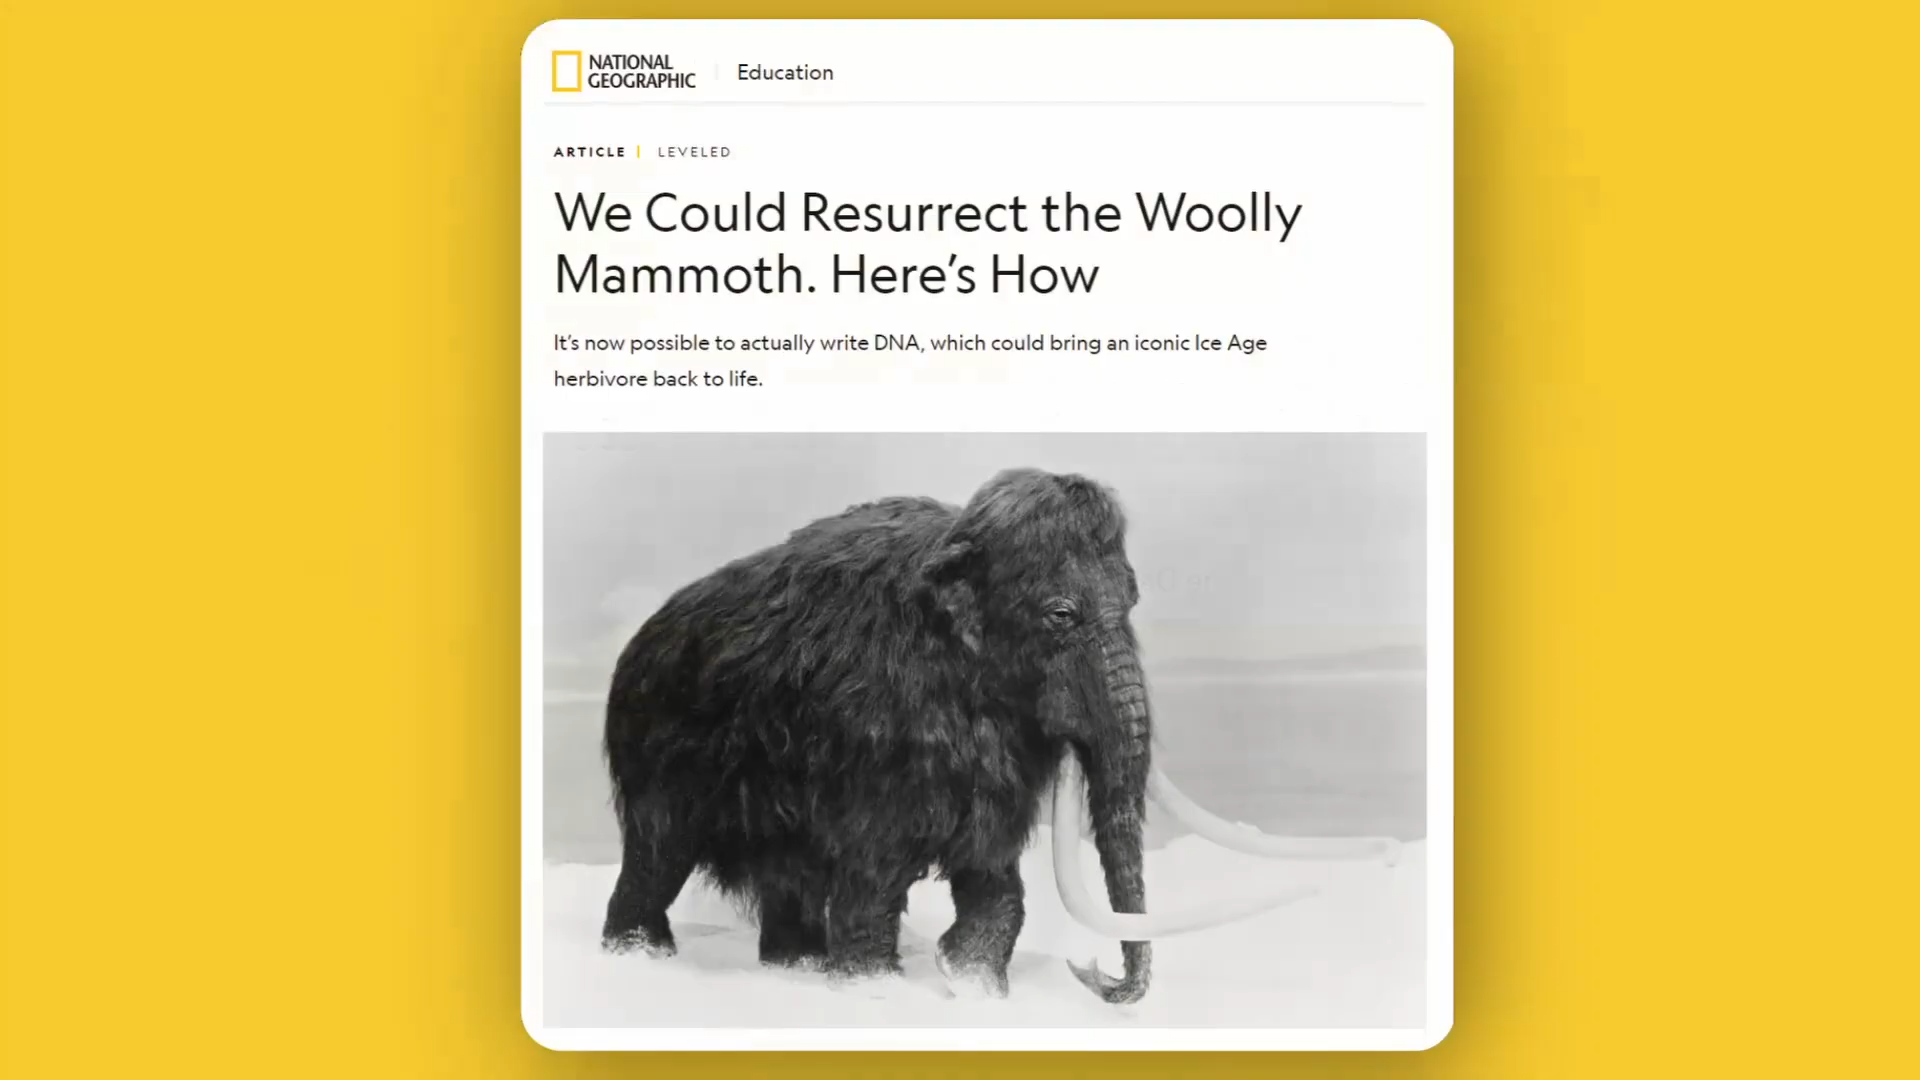 NATIONAL
GEOGRAPHIC
Education
ARTICLE | LEVELED
We Could Resurrect the Woolly
Mammoth. Here's How
It's now possible to actually write DNA, which could bring an iconic Ice Age
herbivore back to life.